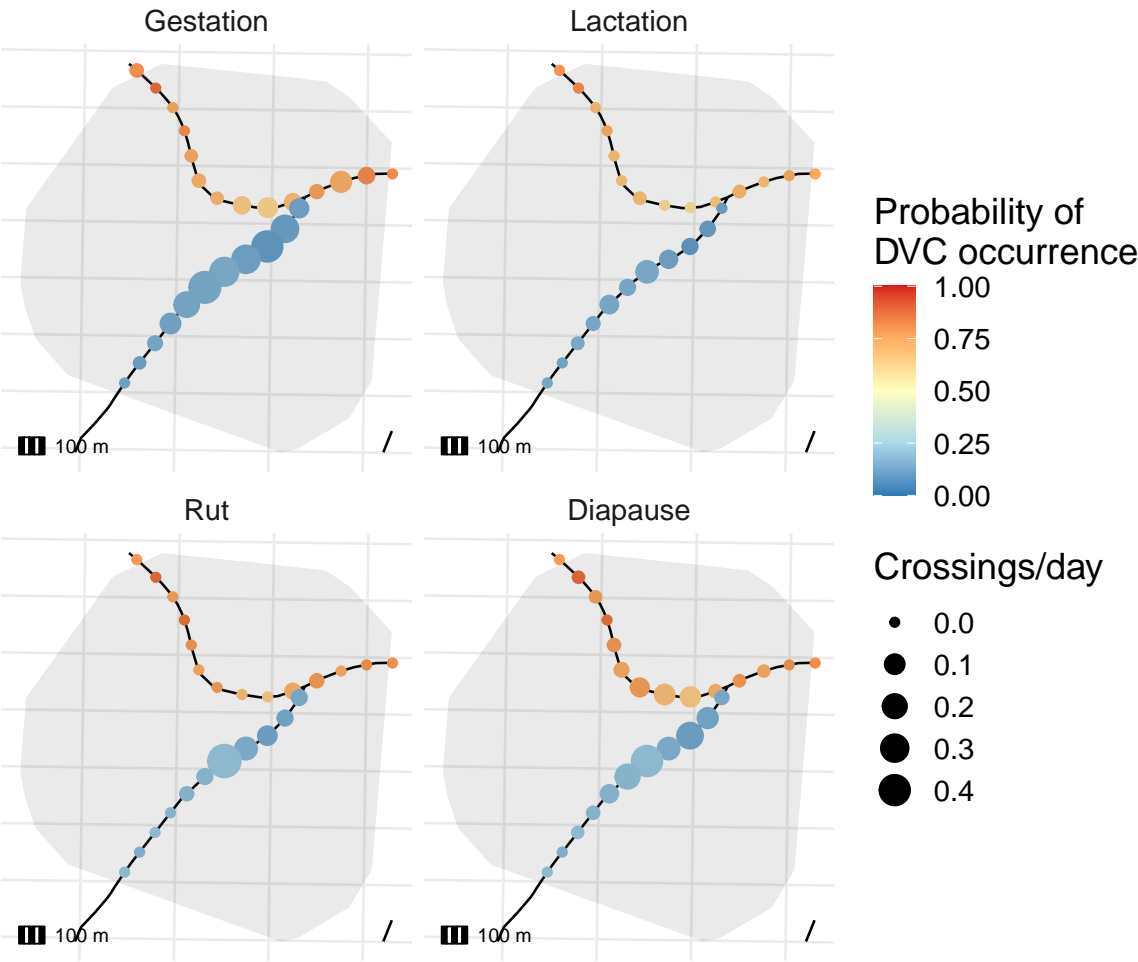 Gestation
Lactation
100 m
100 m
Rut
Diapause
100 m
100 m
Probability of
DVC occurrence
1.00
0.75
0.50
0.25
0.00
Crossings/day
0.0
0.1
0.2
0.3
0.4